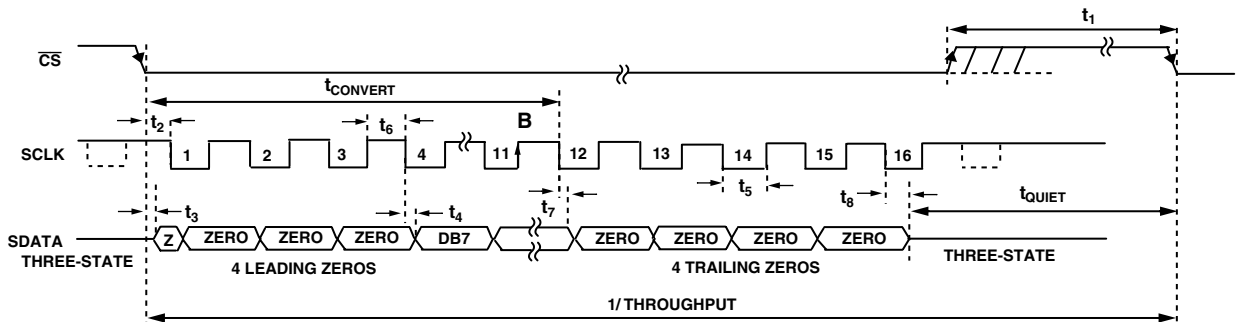 t1
CS
tCONVERT
t2 t6 B
SCLK 1 2 3 4 11 12 13 14 15 16
t5 t8 tQUIET
t3 t4 t7
SDATA Z ZERO ZERO ZERO DB7 ZERO ZERO ZERO ZERO
THREE-STATE 4 LEADING ZEROS 4 TRAILING ZEROS THREE-STATE
1/ THROUGHPUT